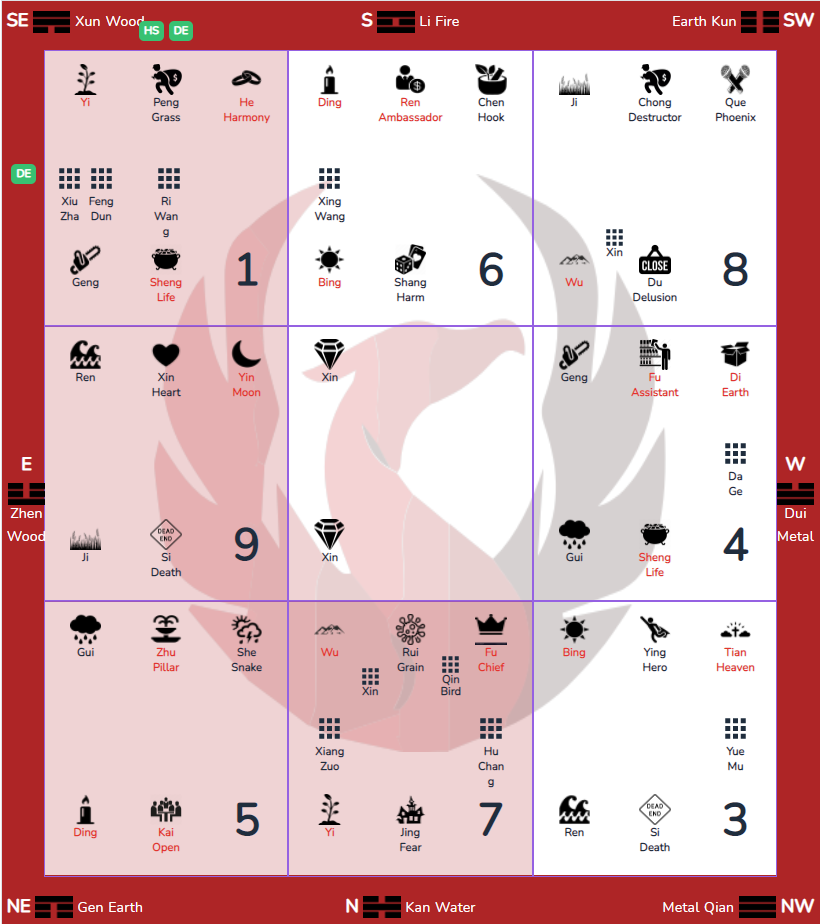 SE Xun Wood
HS DE
S Li Fire
Earth Kun SW
DE
Yi
Peng
Grass
He
Harmony
Xiu
Zha
Feng
Dun
Ri
Wan
g
Geng
Sheng
Life
1
Ding
Ren
Ambassador
Chen
Hook
Xing
Wang
Bing
Shang
Harm
6
Ji
Chong
Destructor
Que
Phoenix
Xin
Wu
CLOSE
Du
Delusion
8
E
Zhen
Wood
Ren
Xin
Heart
Yin
Moon
Ji
DEAD
END
Si
Death
9
Xin
Xin
Geng
Fu
Assistant
Di
Earth
Da
Ge
Gui
Sheng
Life
4
W
Dui
Metal
Gui
Zhu
Pillar
She
Snake
Ding
Kai
Open
5
Wu
Rui
Grain
Fu
Chief
Xin
Qin
Bird
Xiang
Zuo
Hu
Chan
g
Yi
Jing
Fear
7
Bing
Ying
Hero
Tian
Heaven
Yue
Mu
Ren
DEAD
END
Si
Death
3
NE Gen Earth
N Kan Water
Metal Qian NW